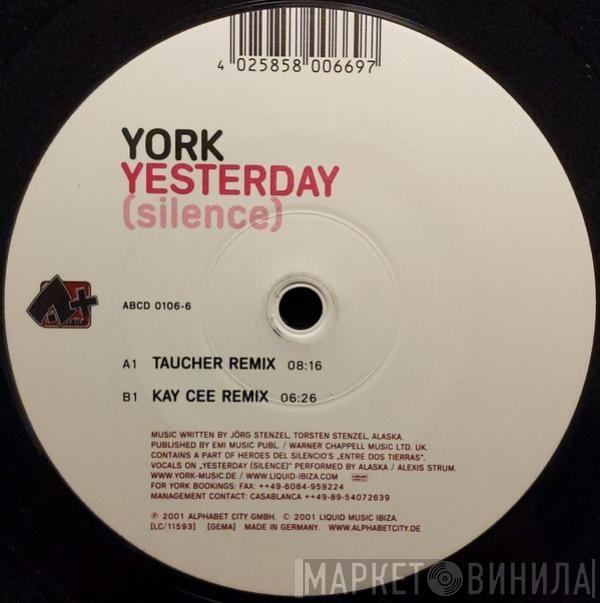 4 025858 006697
YORK
YESTERDAY
(silence)
ABCD 0106-6
A1 TAUCHER REMIX 08:16
B1 KAY CEE REMIX 06:26
MUSIC WRITTEN BY JÖRG STENZEL, TORSTEN STENZEL, ALASKA.
PUBLISHED BY EMI MUSIC PUBL. / WARNER CHAPPELL MUSIC LTD. UK.
CONTAINS A PART OF HEROES DEL SILENCIO'S „ENTRE DOS TIERRAS".
VOCALS ON „YESTERDAY (SILENCE)" PERFORMED BY ALASKA / ALEXIS STRUM.
WWW.YORK-MUSIC.DE / WWW.LIQUID-IBIZA.COM
FOR YORK BOOKINGS: FAX: ++49-6084-959224
MANAGEMENT CONTACT: CASABLANCA ++49-89-54072639
℗ 2001 ALPHABET CITY GMBH. © 2001 LIQUID MUSIC IBIZA.
[LC/11593] [GEMA] MADE IN GERMANY. WWW.ALPHABETCITY.DE
МАРКЕТ ВИНИЛА